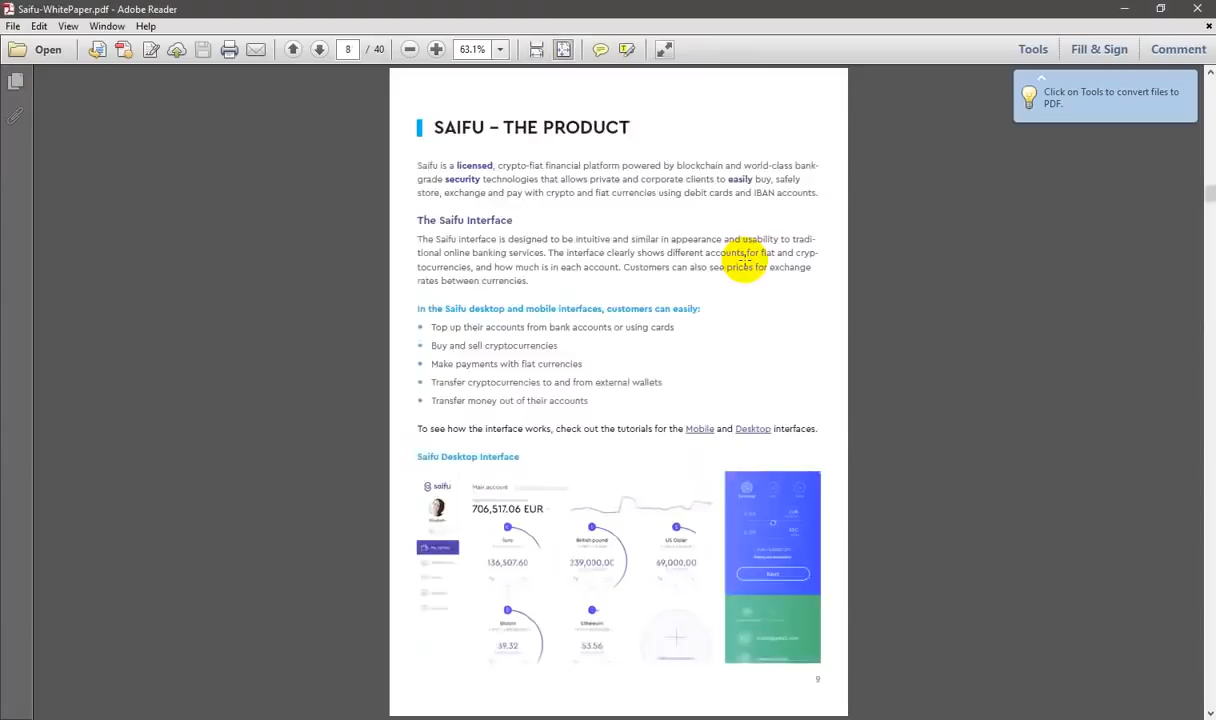 Saifu-WhitePaper.pdf - Adobe Reader
File Edit View Window Help
Open 8 / 40 63.1% Tools Fill & Sign Comment
Click on Tools to convert files to
PDF.
SAIFU – THE PRODUCT
Saifu is a licensed, crypto-fiat financial platform powered by blockchain and world-class bank-
grade security technologies that allows private and corporate clients to easily buy, safely
store, exchange and pay with crypto and fiat currencies using debit cards and IBAN accounts.
The Saifu Interface
The Saifu interface is designed to be intuitive and similar in appearance and usability to tradi-
tional online banking services. The interface clearly shows different accounts for fiat and cryp-
tocurrencies, and how much is in each account. Customers can also see prices for exchange
rates between currencies.
In the Saifu desktop and mobile interfaces, customers can easily:
• Top up their accounts from bank accounts or using cards
• Buy and sell cryptocurrencies
• Make payments with fiat currencies
• Transfer cryptocurrencies to and from external wallets
• Transfer money out of their accounts
To see how the interface works, check out the tutorials for the Mobile and Desktop interfaces.
Saifu Desktop Interface
saifu
Main account
706,517.06 EUR
Elizabeth
Euro British pound US Dollar
136,507.60 239,000.00 69,000.00
EUR
Next
Bitcoin Ethereum
39.32 53.56
9